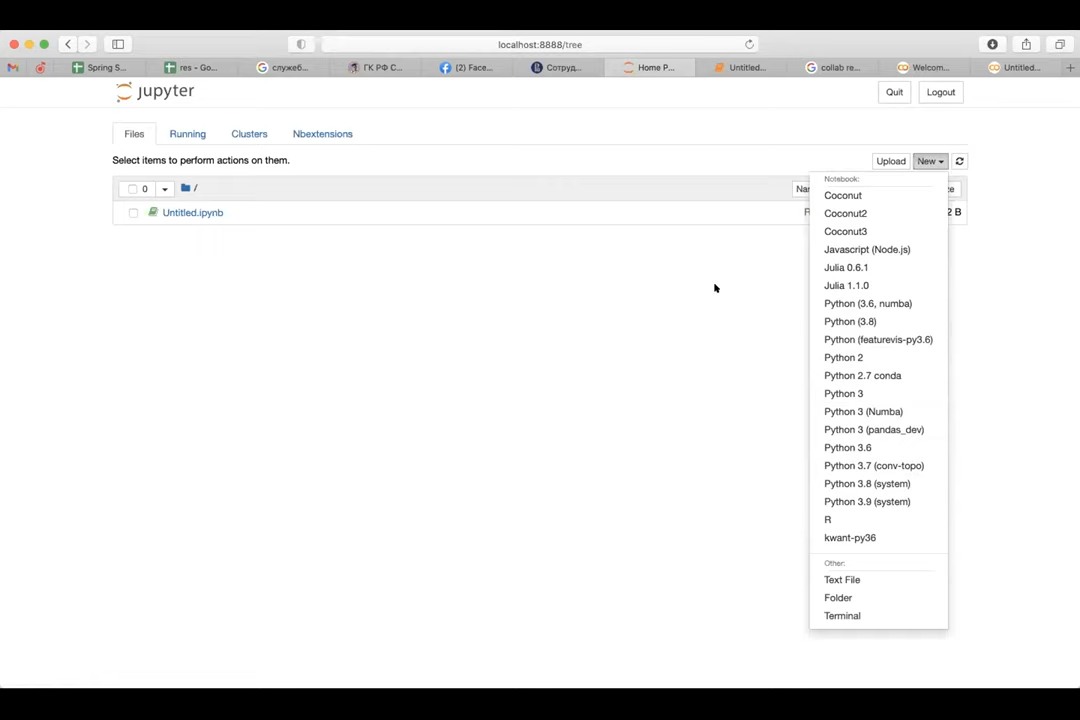 localhost:8888/tree
Spring S...
res - Go...
служеб...
ГК РФ С...
(2) Face...
Сотруд...
Home P...
Untitled...
collab re...
Welcom...
Untitled...
jupyter
Quit
Logout
Files
Running
Clusters
Nbextensions
Select items to perform actions on them.
Upload
New
0
/
Untitled.ipynb
Notebook:
Coconut
Coconut2
Coconut3
Javascript (Node.js)
Julia 0.6.1
Julia 1.1.0
Python (3.6, numba)
Python (3.8)
Python (featurevis-py3.6)
Python 2
Python 2.7 conda
Python 3
Python 3 (Numba)
Python 3 (pandas_dev)
Python 3.6
Python 3.7 (conv-topo)
Python 3.8 (system)
Python 3.9 (system)
R
kwant-py36
Other:
Text File
Folder
Terminal